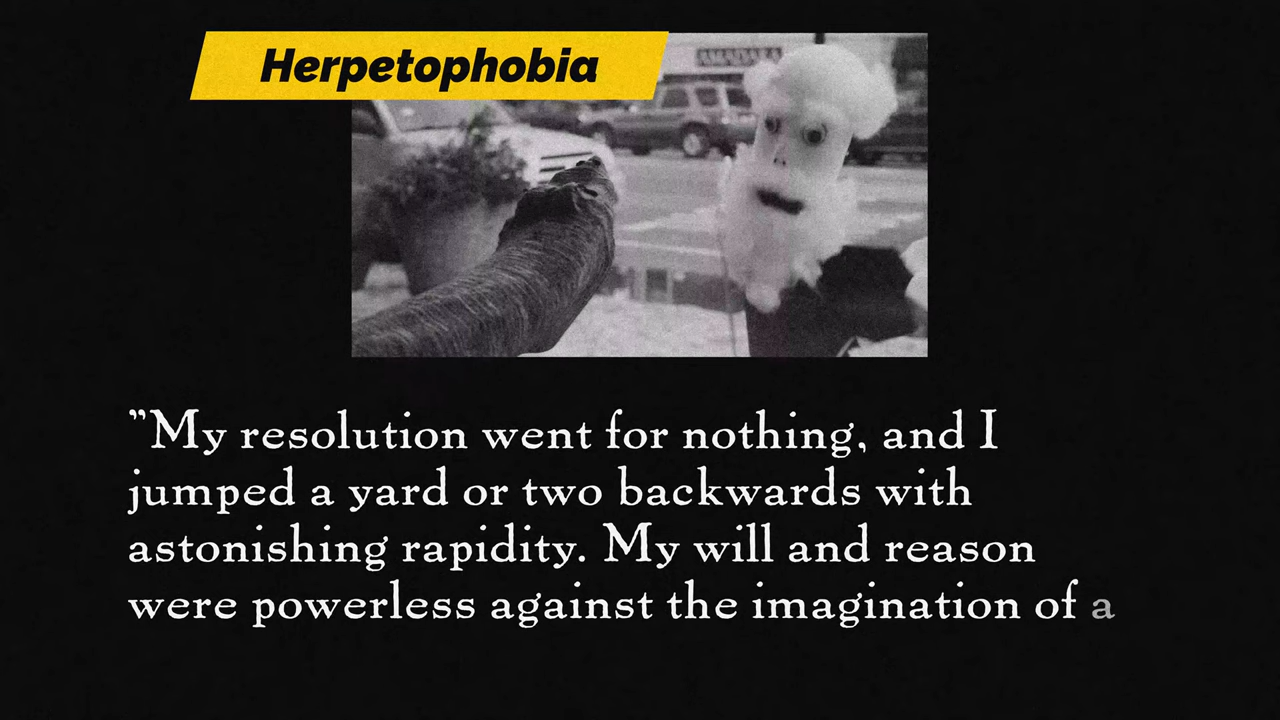 Herpetophobia
”My resolution went for nothing, and I
jumped a yard or two backwards with
astonishing rapidity. My will and reason
were powerless against the imagination of a